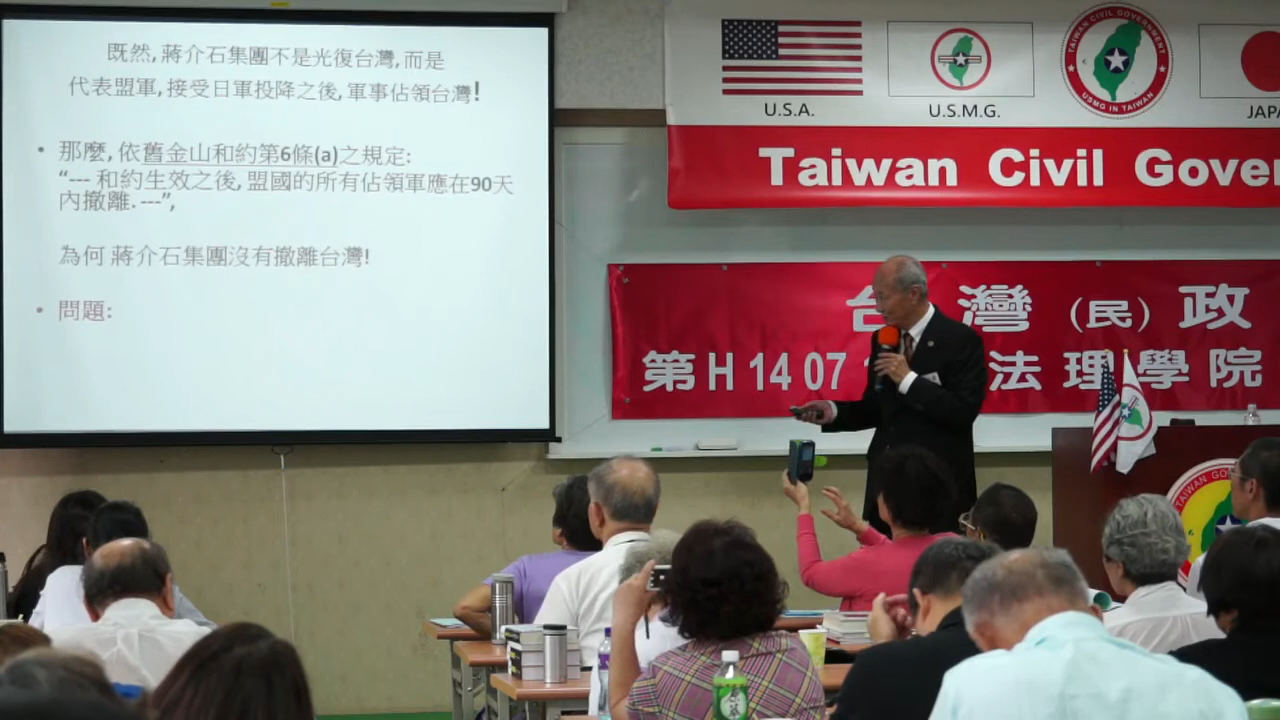 既然, 蔣介石集團不是光復台灣, 而是
代表盟軍, 接受日軍投降之後, 軍事佔領台灣!
• 那麼, 依舊金山和約第6條(a)之規定:
“--- 和約生效之後, 盟國的所有佔領軍應在90天
內撤離. ---”,
為何 蔣介石集團沒有撤離台灣!
• 問題:
U.S.A.
U.S.M.G.
TAIWAN CIVIL GOVERNMENT
USMG IN TAIWAN
JAPA
Taiwan Civil Gover
台灣(民)政
第H 14 07 法理學院
TAIWAN GOV